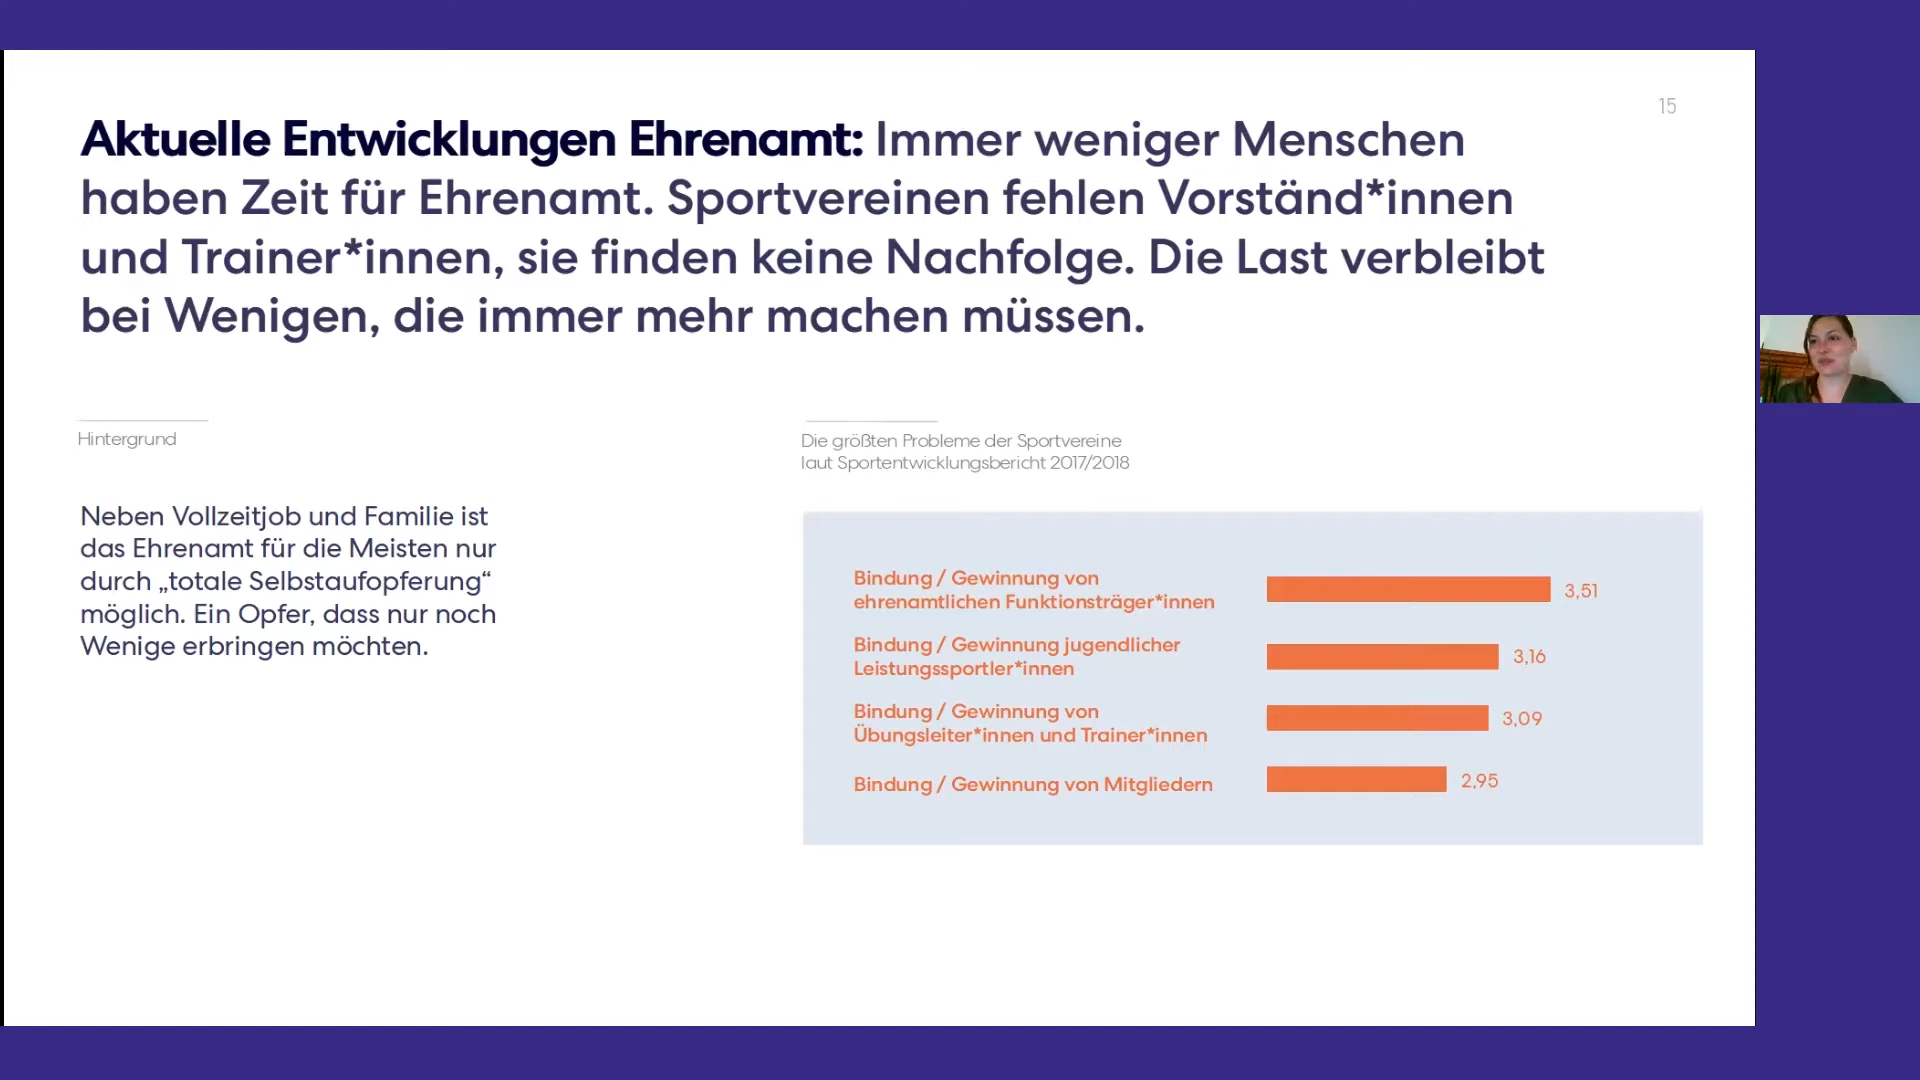 15
Aktuelle Entwicklungen Ehrenamt: Immer weniger Menschen
haben Zeit für Ehrenamt. Sportvereinen fehlen Vorständ*innen
und Trainer*innen, sie finden keine Nachfolge. Die Last verbleibt
bei Wenigen, die immer mehr machen müssen.
Hintergrund
Neben Vollzeitjob und Familie ist
das Ehrenamt für die Meisten nur
durch „totale Selbstaufopferung“
möglich. Ein Opfer, dass nur noch
Wenige erbringen möchten.
Die größten Probleme der Sportvereine
laut Sportentwicklungsbericht 2017/2018
Bindung / Gewinnung von
ehrenamtlichen Funktionsträger*innen
3,51
Bindung / Gewinnung jugendlicher
Leistungssportler*innen
3,16
Bindung / Gewinnung von
Übungsleiter*innen und Trainer*innen
3,09
Bindung / Gewinnung von Mitgliedern
2,95